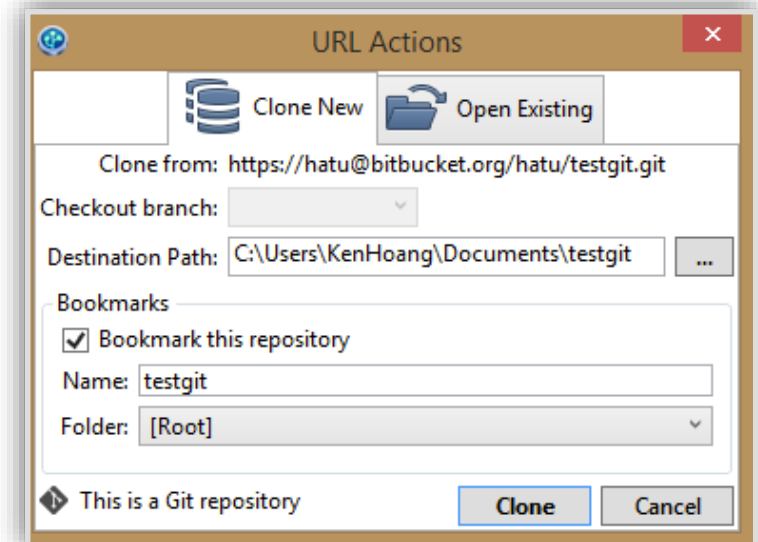 URL Actions
Clone New
Open Existing
Clone from: https://hatu@bitbucket.org/hatu/testgit.git
Checkout branch:
Destination Path: C:\Users\KenHoang\Documents\testgit ...
Bookmarks
Bookmark this repository
Name: testgit
Folder: [Root]
This is a Git repository
Clone
Cancel